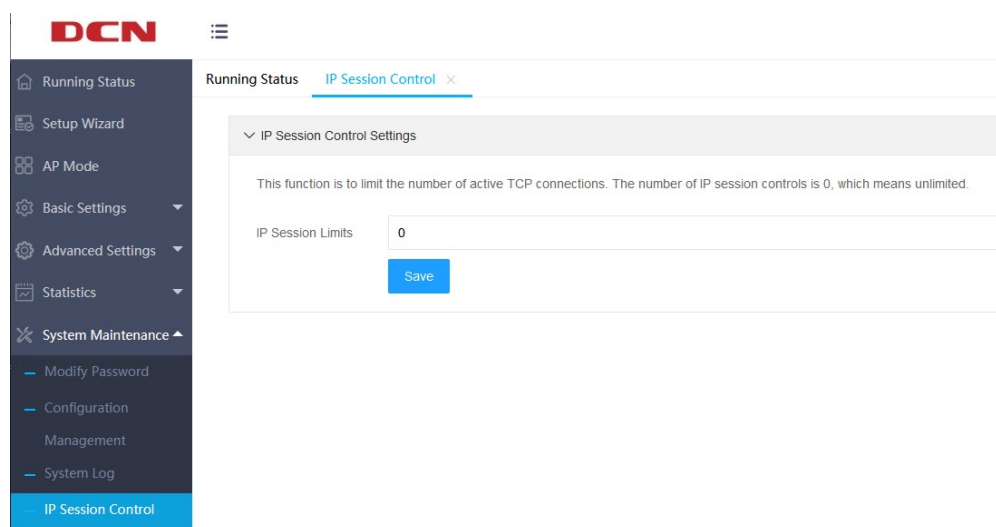 DCN
Running Status
Setup Wizard
AP Mode
Basic Settings
Advanced Settings
Statistics
System Maintenance
Modify Password
Configuration
Management
System Log
IP Session Control
Running Status IP Session Control
IP Session Control Settings
This function is to limit the number of active TCP connections. The number of IP session controls is 0, which means unlimited.
IP Session Limits 0
Save